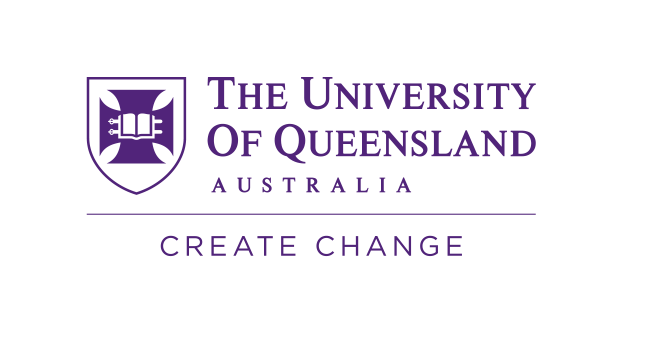 THE UNIVERSITY
OF QUEENSLAND
AUSTRALIA
CREATE CHANGE